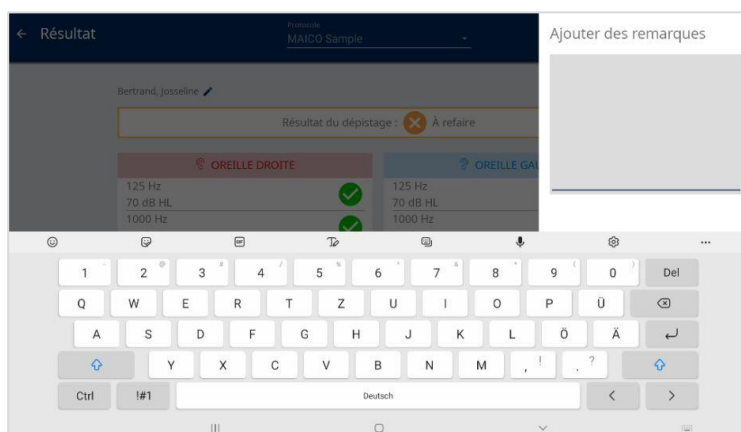 Résultat
Protocole
MAICO Sample
Ajouter des remarques
Bertrand, Josseline
Résultat du dépistage : À refaire
OREILLE DROITE
125 Hz
70 dB HL
1000 Hz
OREILLE GAU
125 Hz
70 dB HL
1000 Hz
1 2 @ 3 # 4 / 5 % 6 ^ 7 & 8 * 9 ( 0 ) Del
Q W E R T Z U I O P Ü
A S D F G H J K L Ö Ä
Y X C V B N M , ! . ?
Ctrl !#1 Deutsch < >